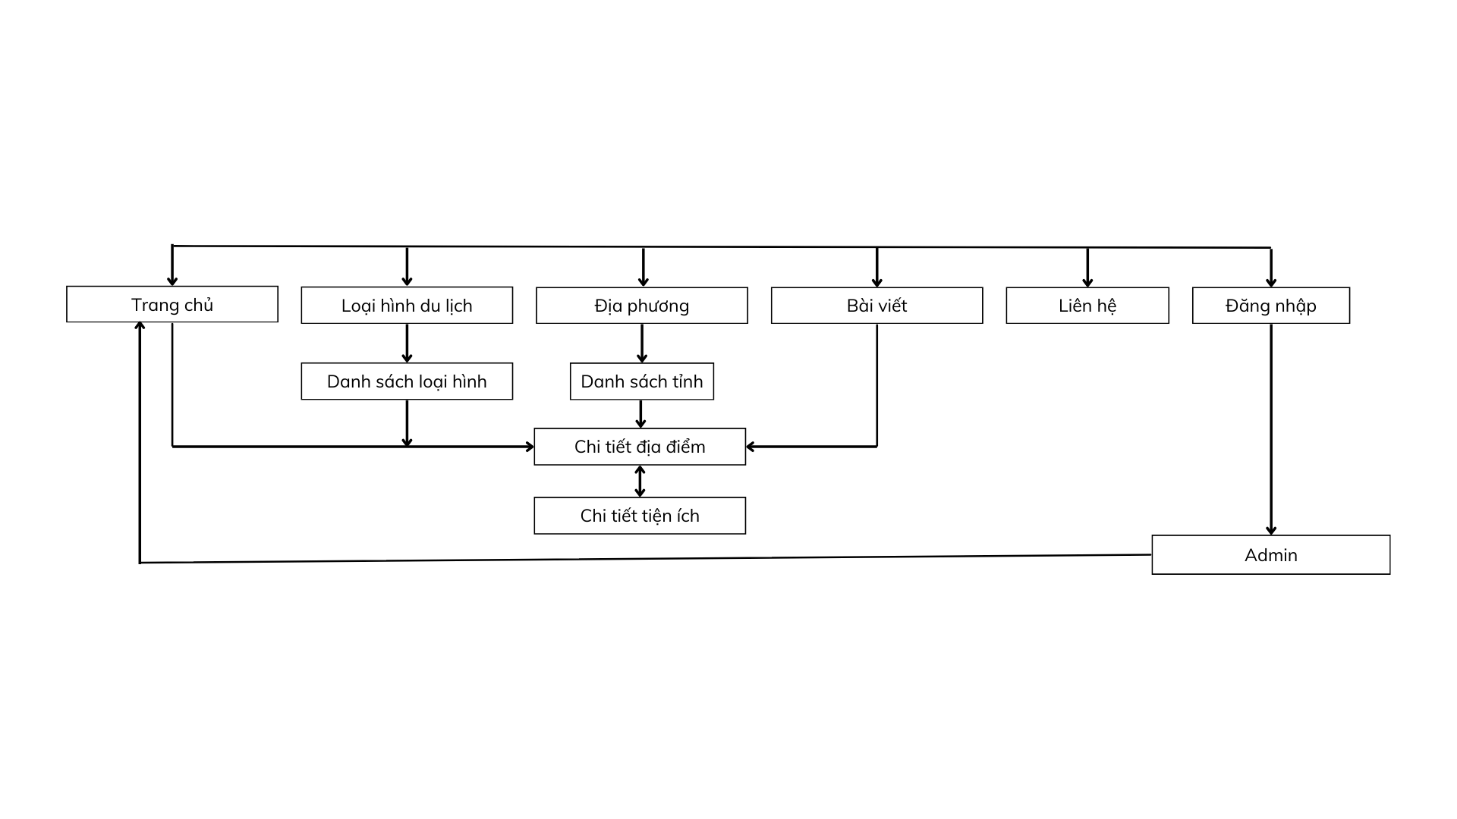 Trang chủ
Loại hình du lịch
Địa phương
Bài viết
Liên hệ
Đăng nhập
Danh sách loại hình
Danh sách tỉnh
Chi tiết địa điểm
Chi tiết tiện ích
Admin